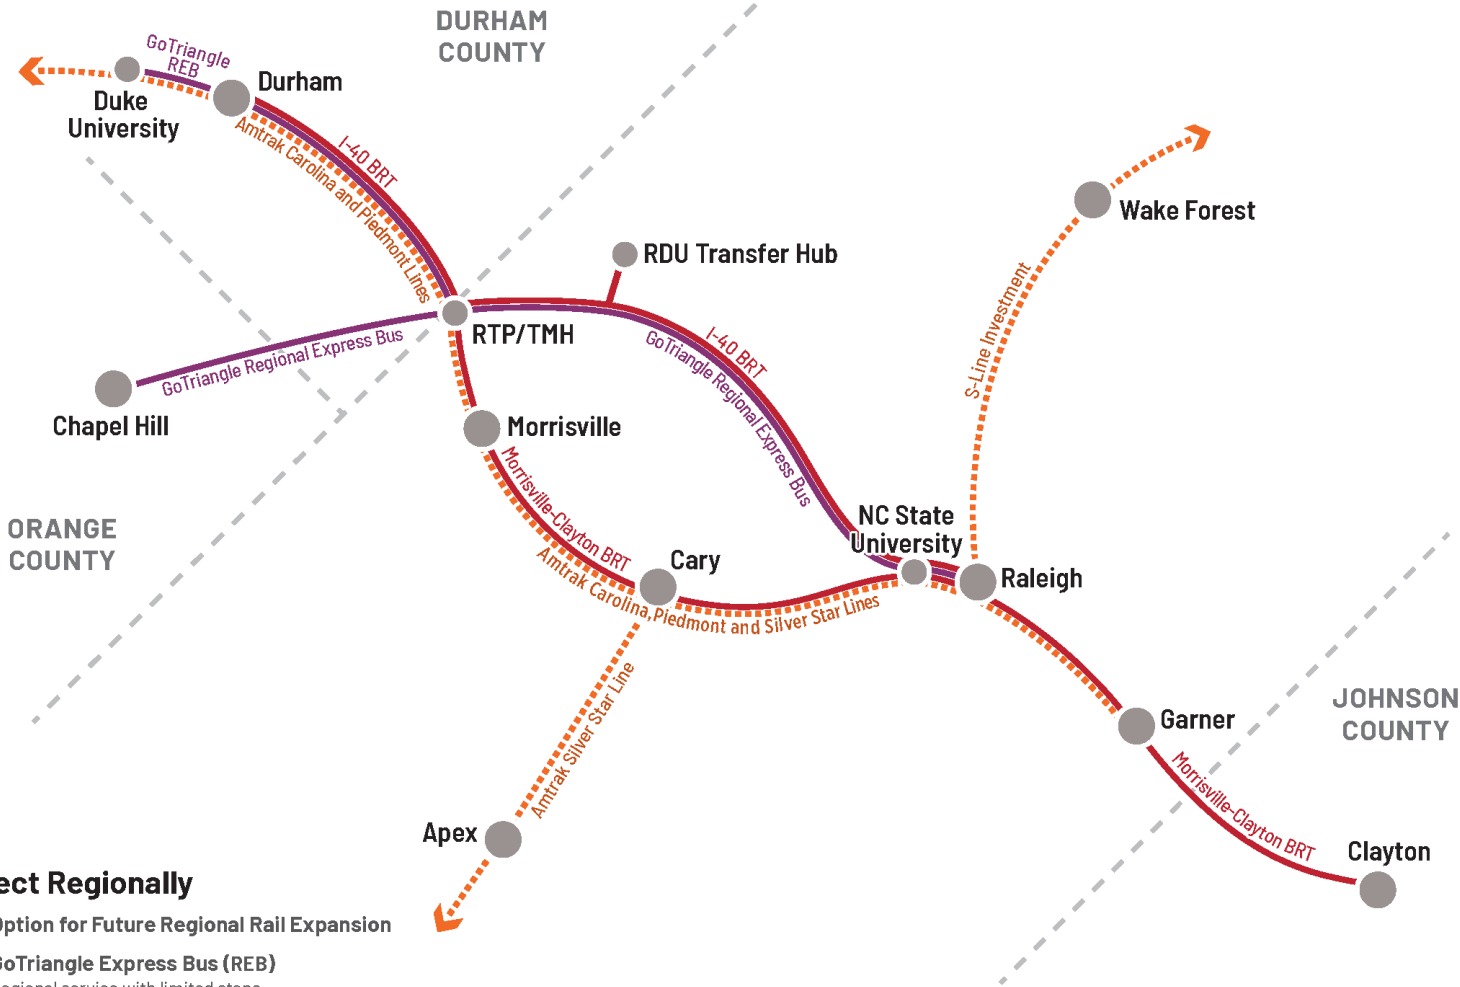 DURHAM
COUNTY
GoTriangle
REB
Durham
Duke
University
I-40 BRT
Amtrak Carolina and Piedmont Lines
Wake Forest
RDU Transfer Hub
RTP/TMH
GoTriangle Regional Express Bus
Chapel Hill
I-40 BRT
GoTriangle Regional Express Bus
S-Line Investment
Morrisville
Morrisville-Clayton BRT
ORANGE
COUNTY
NC State
University
Cary
Raleigh
Amtrak Carolina, Piedmont and Silver Star Lines
Amtrak Silver Star Line
JOHNSON
COUNTY
Garner
Morrisville-Clayton BRT
Apex
Clayton
ect Regionally
Option for Future Regional Rail Expansion
GoTriangle Express Bus (REB)